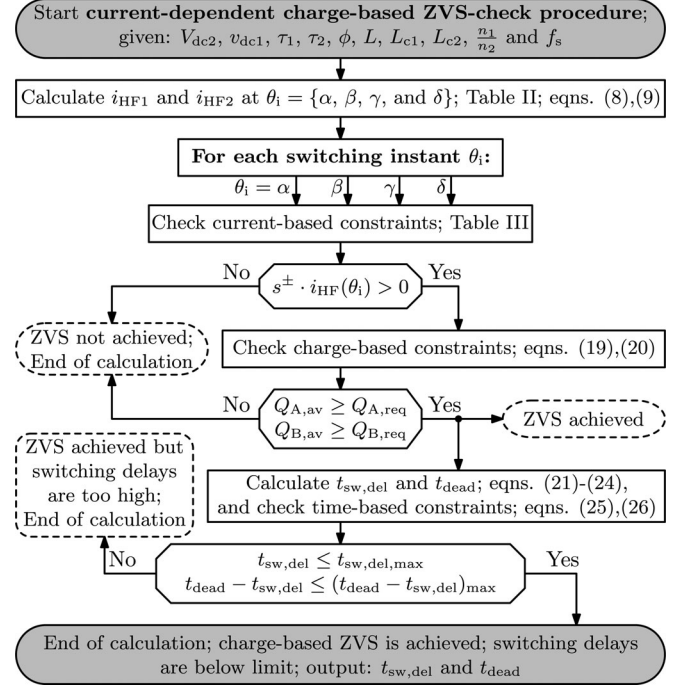 Start current-dependent charge-based ZVS-check procedure;
given: V_dc2, v_dc1, τ_1, τ_2, ϕ, L, L_c1, L_c2, n_1/n_2 and f_s
Calculate i_HF1 and i_HF2 at θ_i = {α, β, γ, and δ}; Table II; eqns. (8),(9)
For each switching instant θ_i:
θ_i = α β γ δ
Check current-based constraints; Table III
No
s^± · i_HF(θ_i) > 0
Yes
ZVS not achieved;
End of calculation
Check charge-based constraints; eqns. (19),(20)
No
Q_A,av ≥ Q_A,req
Q_B,av ≥ Q_B,req
Yes
ZVS achieved
ZVS achieved but
switching delays
are too high;
End of calculation
Calculate t_sw,del and t_dead; eqns. (21)-(24),
and check time-based constraints; eqns. (25),(26)
No
t_sw,del ≤ t_sw,del,max
t_dead − t_sw,del ≤ (t_dead − t_sw,del)_max
Yes
End of calculation; charge-based ZVS is achieved; switching delays
are below limit; output: t_sw,del and t_dead